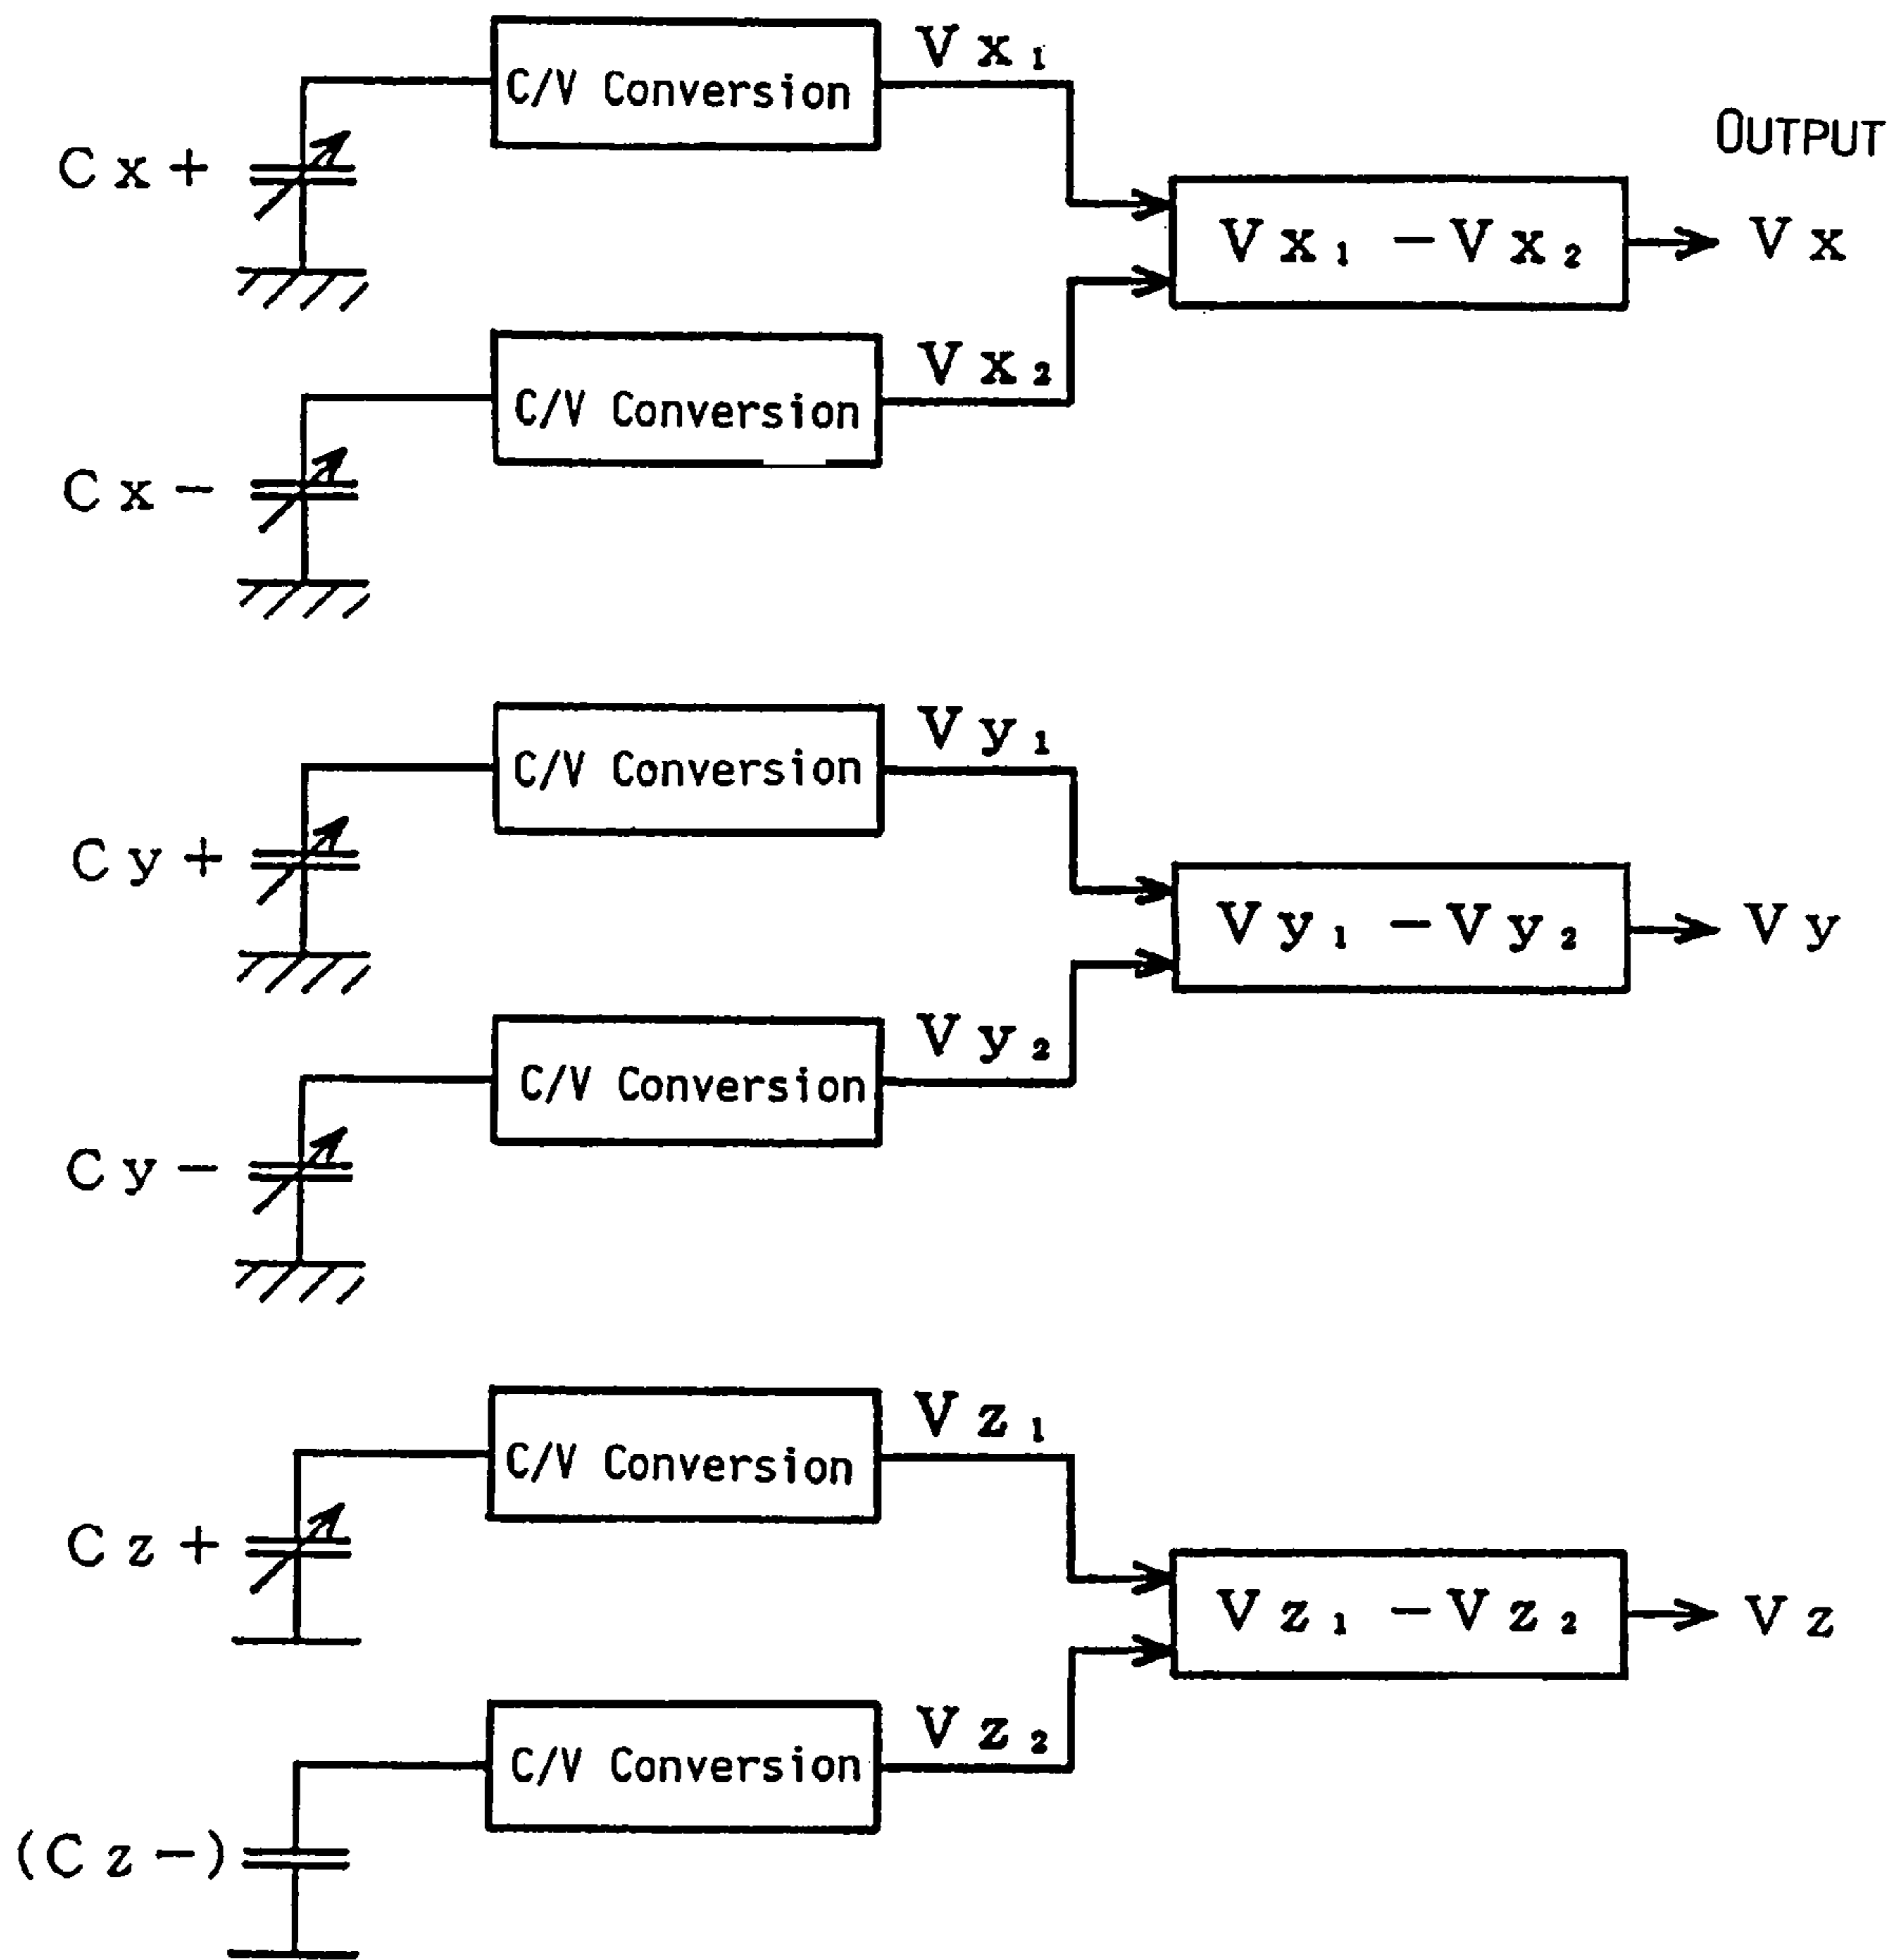 C/V Conversion
Vx₁
OUTPUT
Cx+
Vx₁ −Vx₂
Vx
C/V Conversion
Vx₂
Cx−
C/V Conversion
Vy₁
Cy+
Vy₁ −Vy₂
Vy
C/V Conversion
Vy₂
Cy−
C/V Conversion
Vz₁
Cz+
Vz₁ −Vz₂
Vz
C/V Conversion
Vz₂
(Cz−)